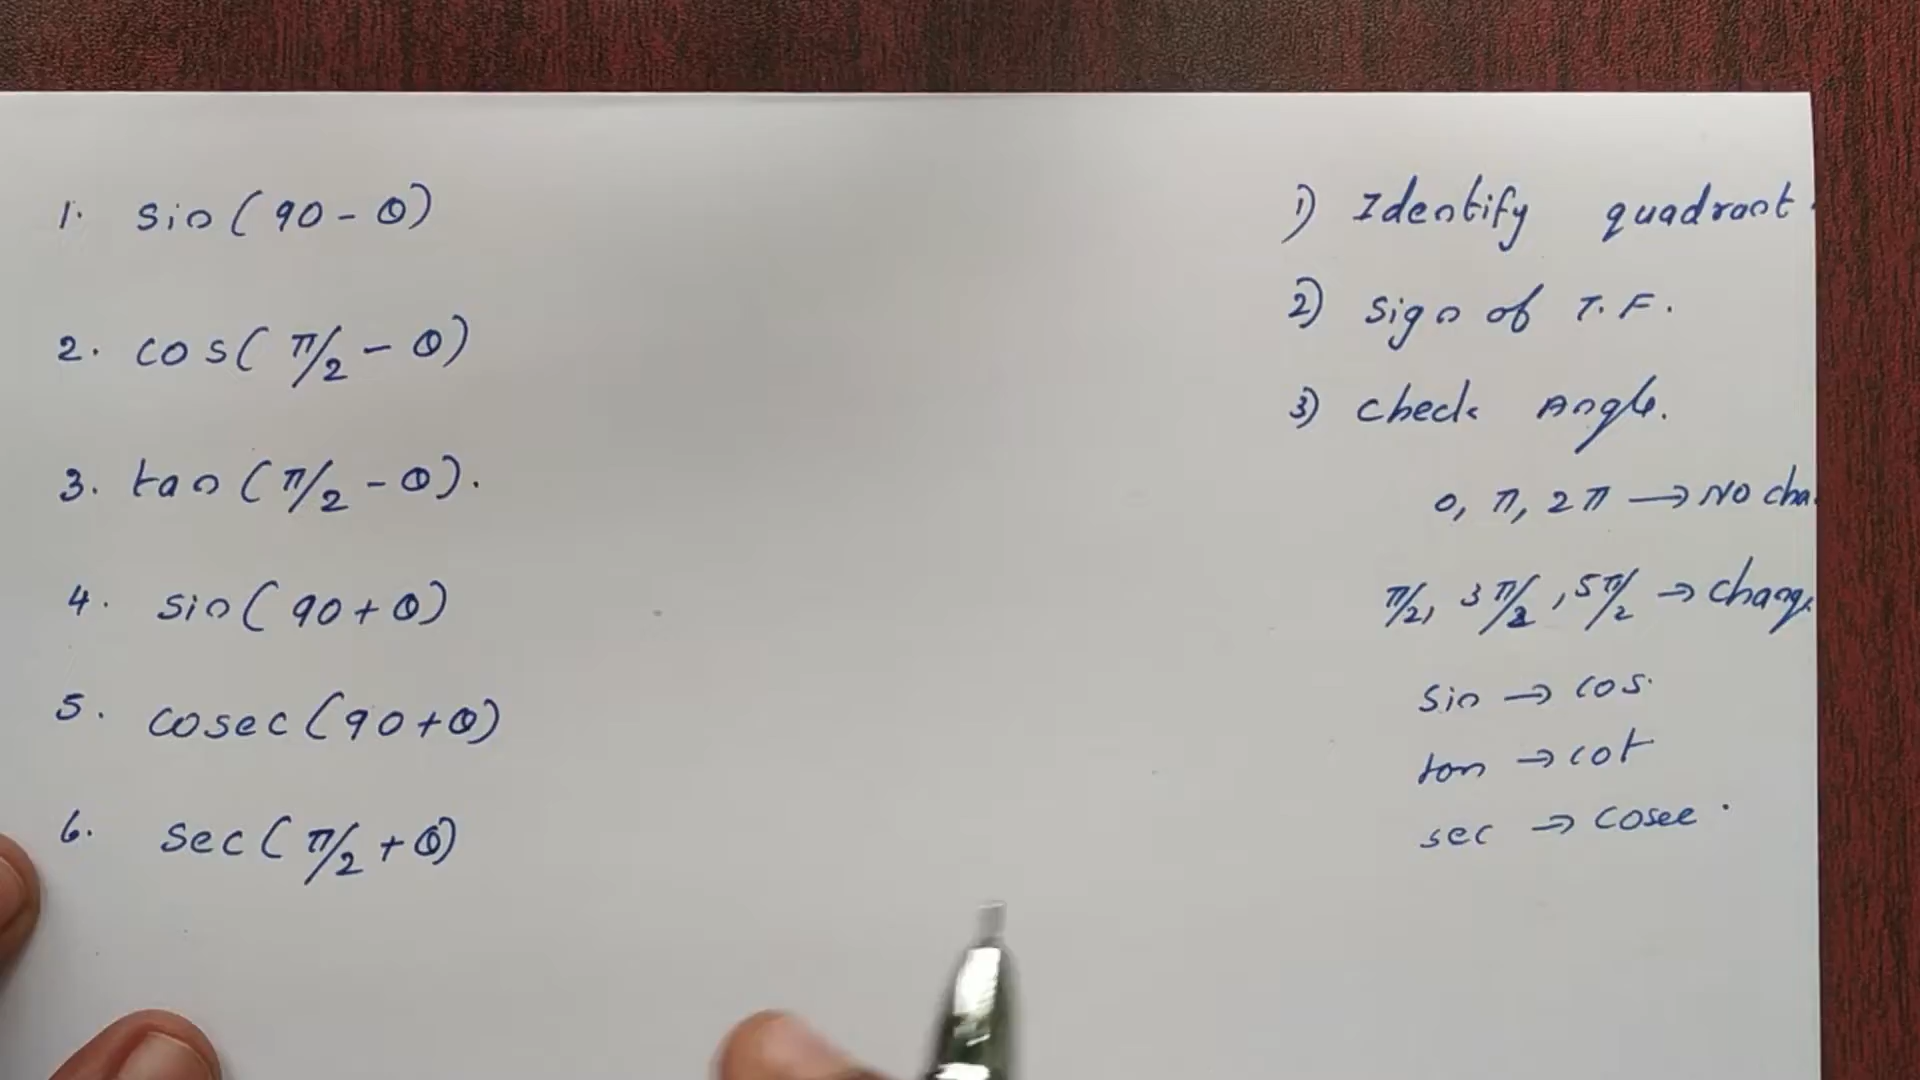 1. sin(90-θ)
2. cos(π/2-θ)
3. tan(π/2-θ).
4. sin(90+θ)
5. cosec(90+θ)
6. sec(π/2+θ)
1) Identify quadrant.
2) Sign of T.F.
3) Check Angle.
0, π, 2π → No cha
π/2, 3π/2, 5π/2 → Chang
Sin → cos.
tan → cot
sec → cosec.